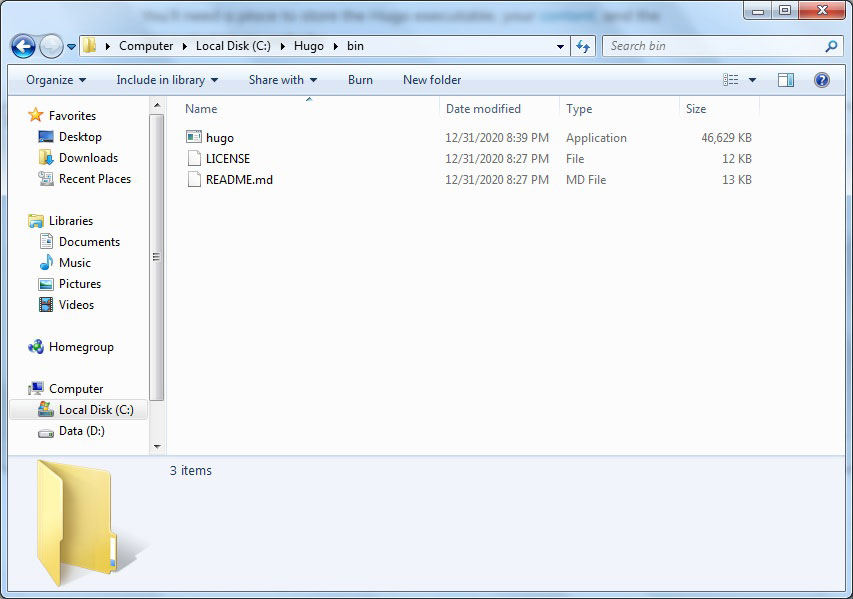 You'll need a place to store the Hugo executable, your content, and the
Computer Local Disk (C:) Hugo bin
Search bin
Organize Include in library Share with Burn New folder
Name Date modified Type Size
hugo 12/31/2020 8:39 PM Application 46,629 KB
LICENSE 12/31/2020 8:27 PM File 12 KB
README.md 12/31/2020 8:27 PM MD File 13 KB
Favorites
Desktop
Downloads
Recent Places
Libraries
Documents
Music
Pictures
Videos
Homegroup
Computer
Local Disk (C:)
Data (D:)
3 items